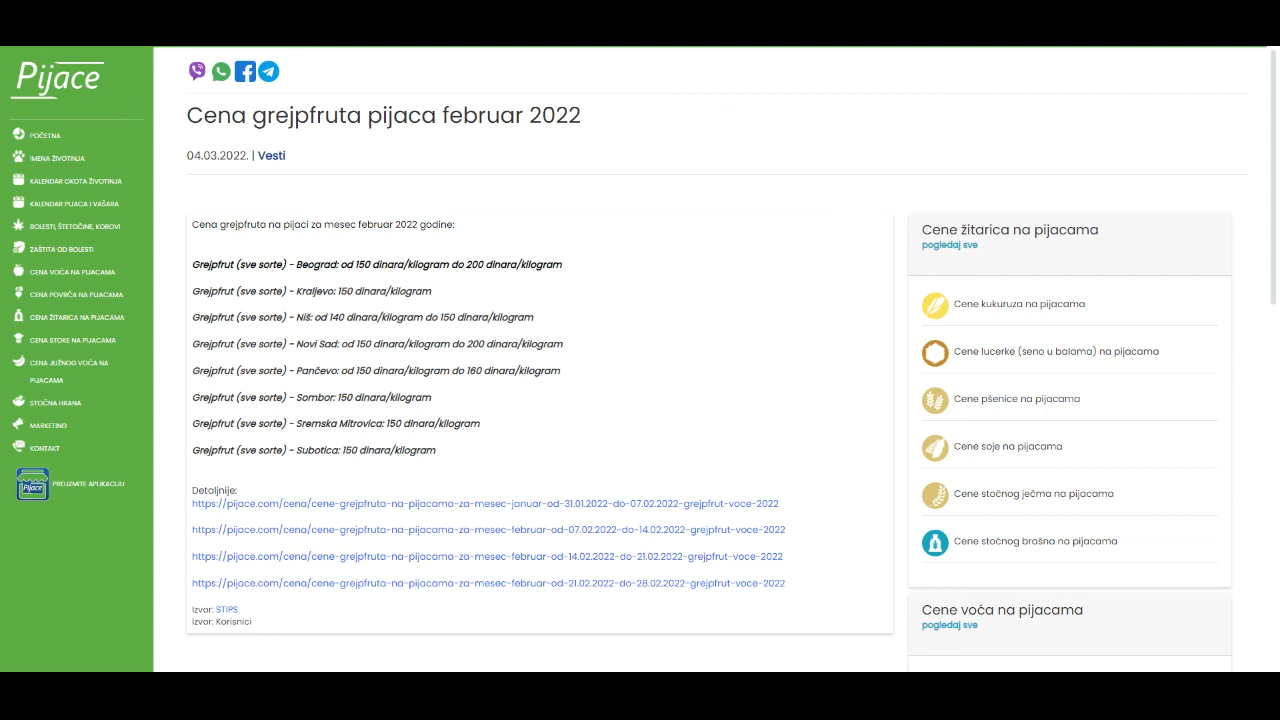 Pijace
POČETNA
IMENA ŽIVOTINJA
KALENDAR OKOTA ŽIVOTINJA
KALENDAR PIJACA I VAŠARA
BOLESTI, ŠTETOČINE, KOROVI
ZAŠTITA OD BOLESTI
CENA VOĆA NA PIJACAMA
CENA POVRĆA NA PIJACAMA
CENA ŽITARICA NA PIJACAMA
CENA STOKE NA PIJACAMA
CENA JUŽNOG VOĆA NA
PIJACAMA
STOČNA HRANA
MARKETING
KONTAKT
Pijace
PREUZMITE APLIKACIJU
Cena grejpfruta pijaca februar 2022
04.03.2022. | Vesti
Cena grejpfruta na pijaci za mesec februar 2022 godine:
Grejpfrut (sve sorte) - Beograd: od 150 dinara/kilogram do 200 dinara/kilogram
Grejpfrut (sve sorte) - Kraljevo: 150 dinara/kilogram
Grejpfrut (sve sorte) - Niš: od 140 dinara/kilogram do 150 dinara/kilogram
Grejpfrut (sve sorte) - Novi Sad: od 150 dinara/kilogram do 200 dinara/kilogram
Grejpfrut (sve sorte) - Pančevo: od 150 dinara/kilogram do 160 dinara/kilogram
Grejpfrut (sve sorte) - Sombor: 150 dinara/kilogram
Grejpfrut (sve sorte) - Sremska Mitrovica: 150 dinara/kilogram
Grejpfrut (sve sorte) - Subotica: 150 dinara/kilogram
Detaljnije:
https://pijace.com/cena/cene-grejpfruta-na-pijacama-za-mesec-januar-od-31.01.2022-do-07.02.2022-grejpfrut-voce-2022
https://pijace.com/cena/cene-grejpfruta-na-pijacama-za-mesec-februar-od-07.02.2022-do-14.02.2022-grejpfrut-voce-2022
https://pijace.com/cena/cene-grejpfruta-na-pijacama-za-mesec-februar-od-14.02.2022-do-21.02.2022-grejpfrut-voce-2022
https://pijace.com/cena/cene-grejpfruta-na-pijacama-za-mesec-februar-od-21.02.2022-do-28.02.2022-grejpfrut-voce-2022
Izvor: STIPS
Izvor: Korisnici
Cene žitarica na pijacama
pogledaj sve
Cene kukuruza na pijacama
Cene lucerke (seno u balama) na pijacama
Cene pšenice na pijacama
Cene soje na pijacama
Cene stočnog ječma na pijacama
Cene stočnog brašna na pijacama
Cene voća na pijacama
pogledaj sve